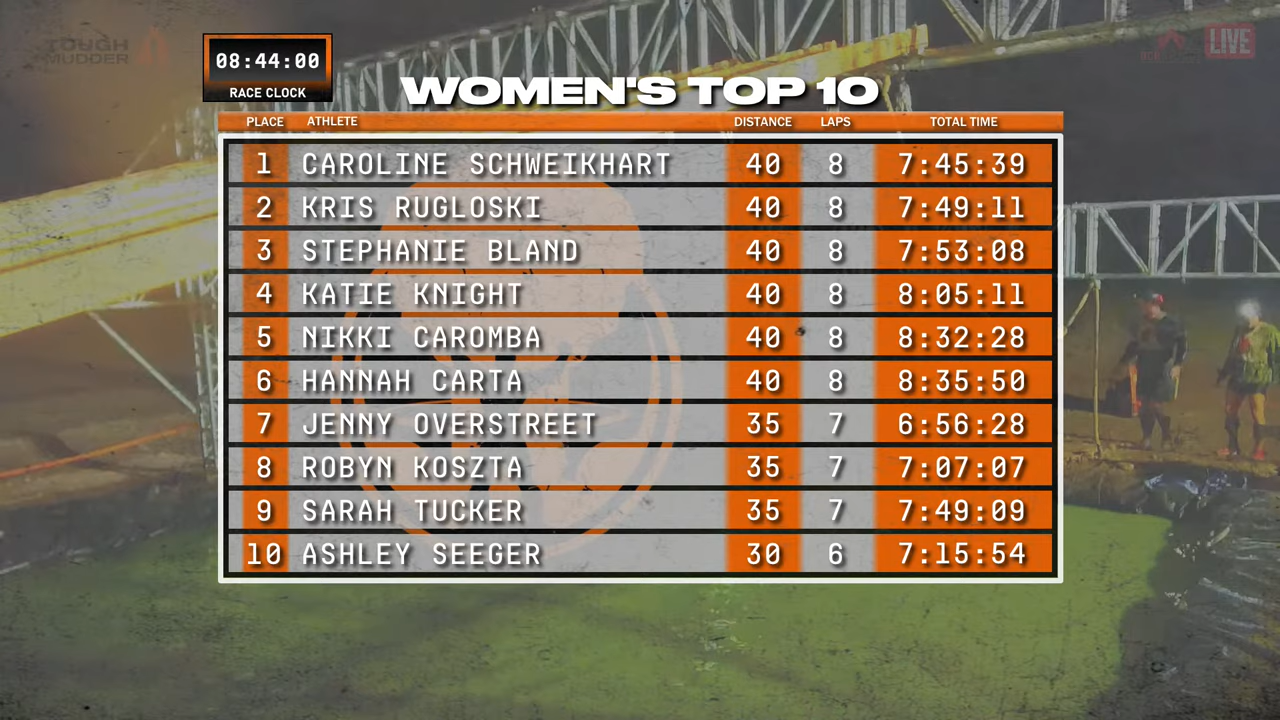 TOUGH
MUDDER
LIVE
08:44:00
RACE CLOCK
WOMEN'S TOP 10
PLACE ATHLETE DISTANCE LAPS TOTAL TIME
1 CAROLINE SCHWEIKHART 40 8 7:45:39
2 KRIS RUGLOSKI 40 8 7:49:11
3 STEPHANIE BLAND 40 8 7:53:08
4 KATIE KNIGHT 40 8 8:05:11
5 NIKKI CAROMBA 40 8 8:32:28
6 HANNAH CARTA 40 8 8:35:50
7 JENNY OVERSTREET 35 7 6:56:28
8 ROBYN KOSZTA 35 7 7:07:07
9 SARAH TUCKER 35 7 7:49:09
10 ASHLEY SEEGER 30 6 7:15:54